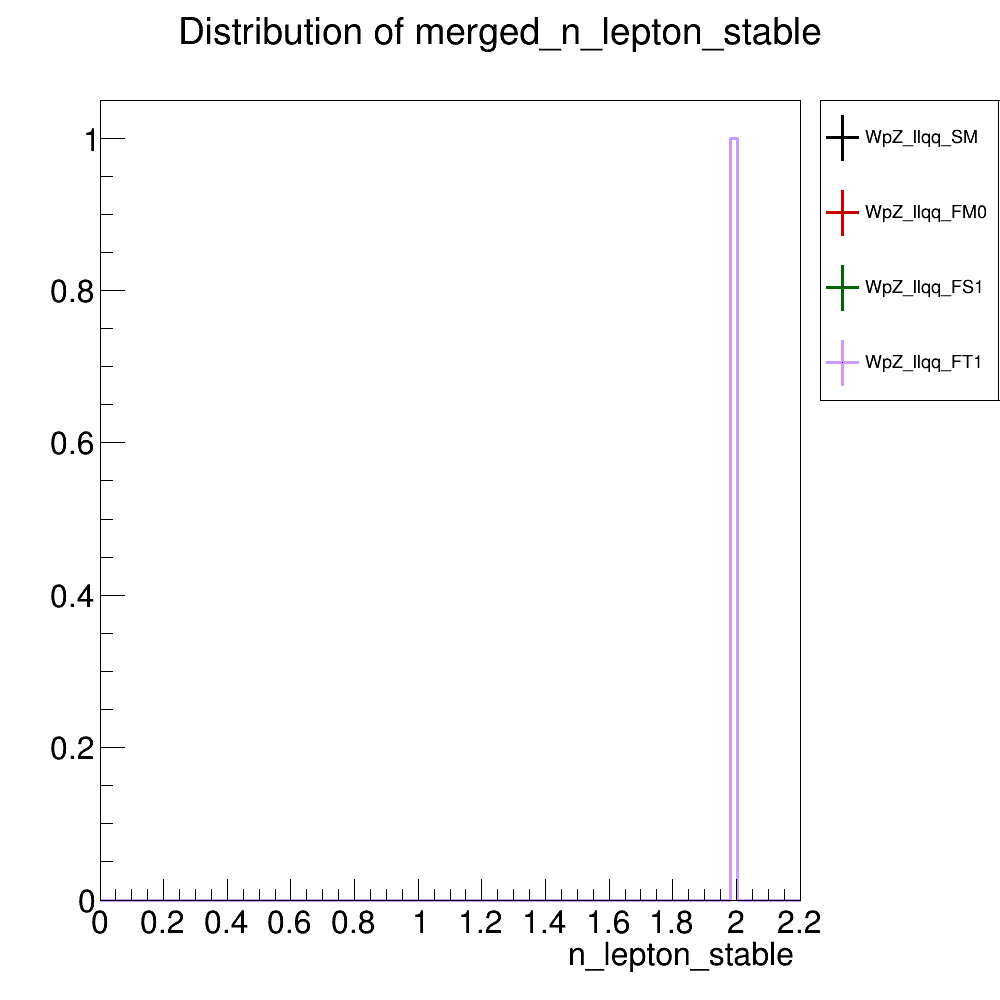 Distribution of merged_n_lepton_stable
1
0.8
0.6
0.4
0.2
0
0 0.2 0.4 0.6 0.8 1 1.2 1.4 1.6 1.8 2 2.2
n_lepton_stable
WpZ_llqq_SM
WpZ_llqq_FM0
WpZ_llqq_FS1
WpZ_llqq_FT1